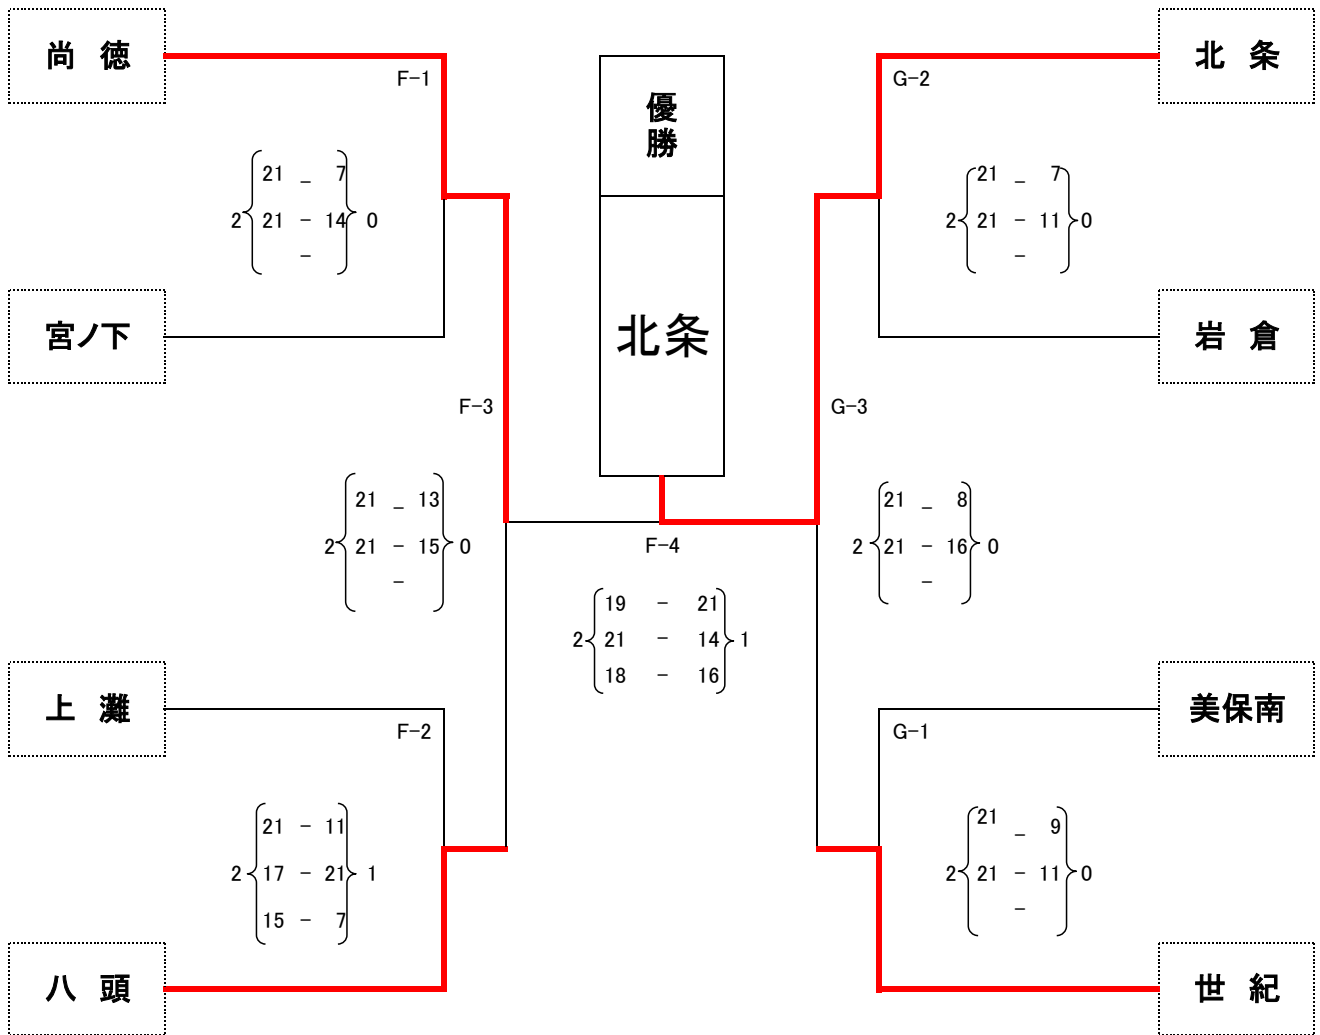 尚 徳
北 条
F-1
G-2
優勝
21 - 7
2 21 - 14 0
-
21 - 7
2 21 - 11 0
-
宮ノ下
北条
岩 倉
F-3
G-3
21 - 13
2 21 - 15 0
-
21 - 8
2 21 - 16 0
-
F-4
19 - 21
2 21 - 14 1
18 - 16
上 灘
美保南
F-2
G-1
21 - 11
2 17 - 21 1
15 - 7
21 - 9
2 21 - 11 0
-
八 頭
世 紀